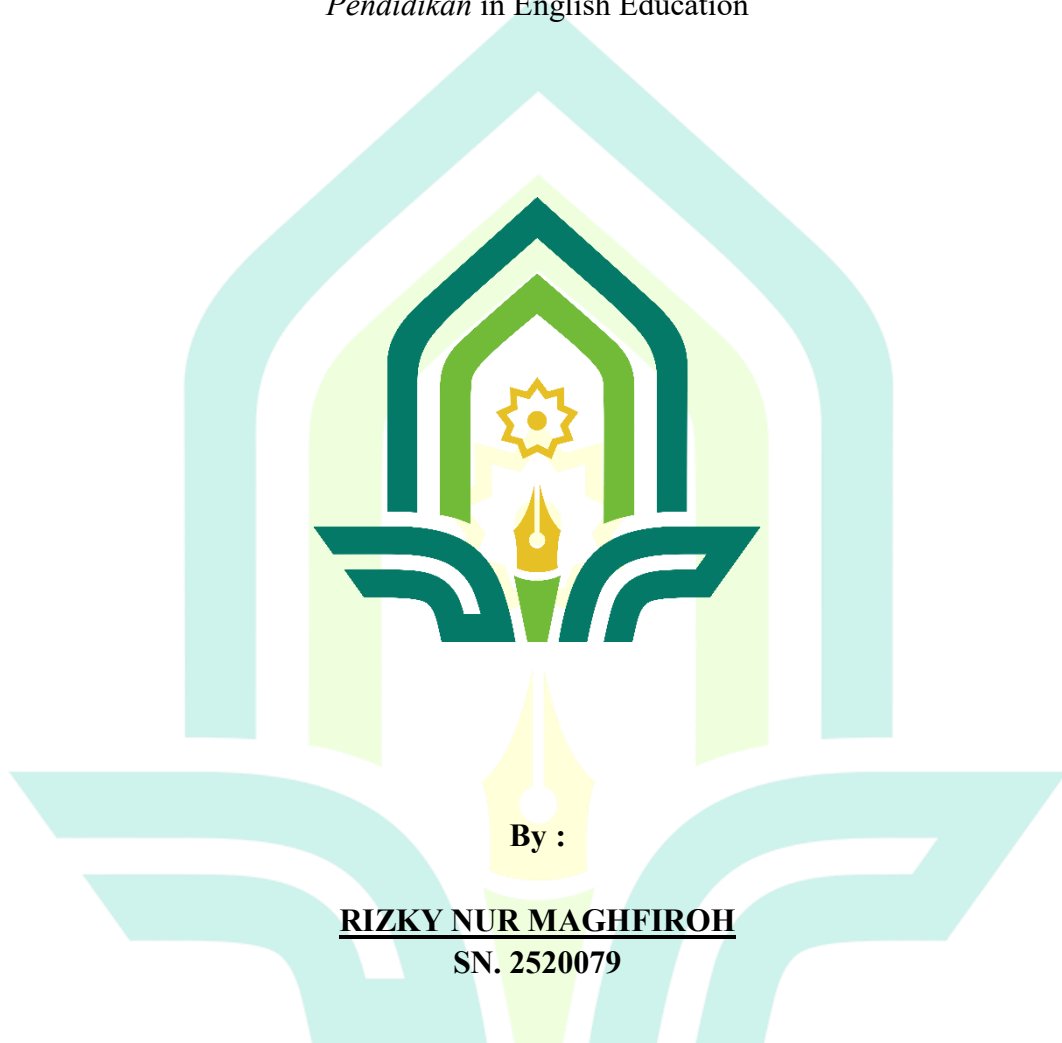 Pendidikan in English Education
By :
RIZKY NUR MAGHFIROH
SN. 2520079